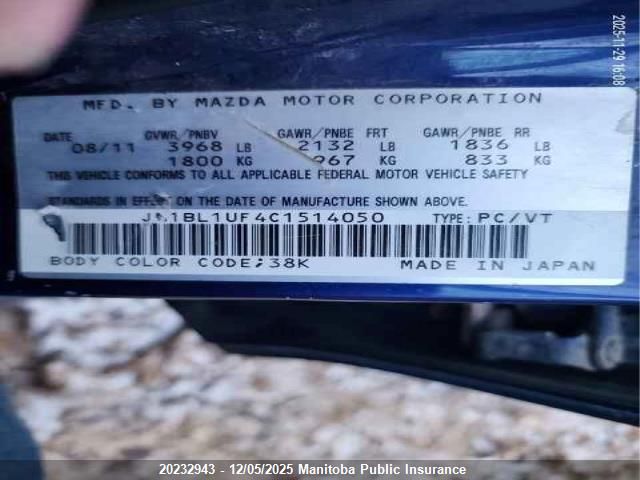 2025-11-29 16:08
MFD. BY MAZDA MOTOR CORPORATION
DATE GVWR/PNBV GAWR/PNBE FRT GAWR/PNBE RR
08/11 3968 LB 2132 LB 1836 LB
1800 KG 967 KG 833 KG
THIS VEHICLE CONFORMS TO ALL APPLICABLE FEDERAL MOTOR VEHICLE SAFETY
STANDARDS IN EFFECT ON THE DATE OF MANUFACTURE SHOWN ABOVE.
JM1BL1UF4C1514050 TYPE: PC/VT
BODY COLOR CODE;38K MADE IN JAPAN
20232943 - 12/05/2025 Manitoba Public Insurance